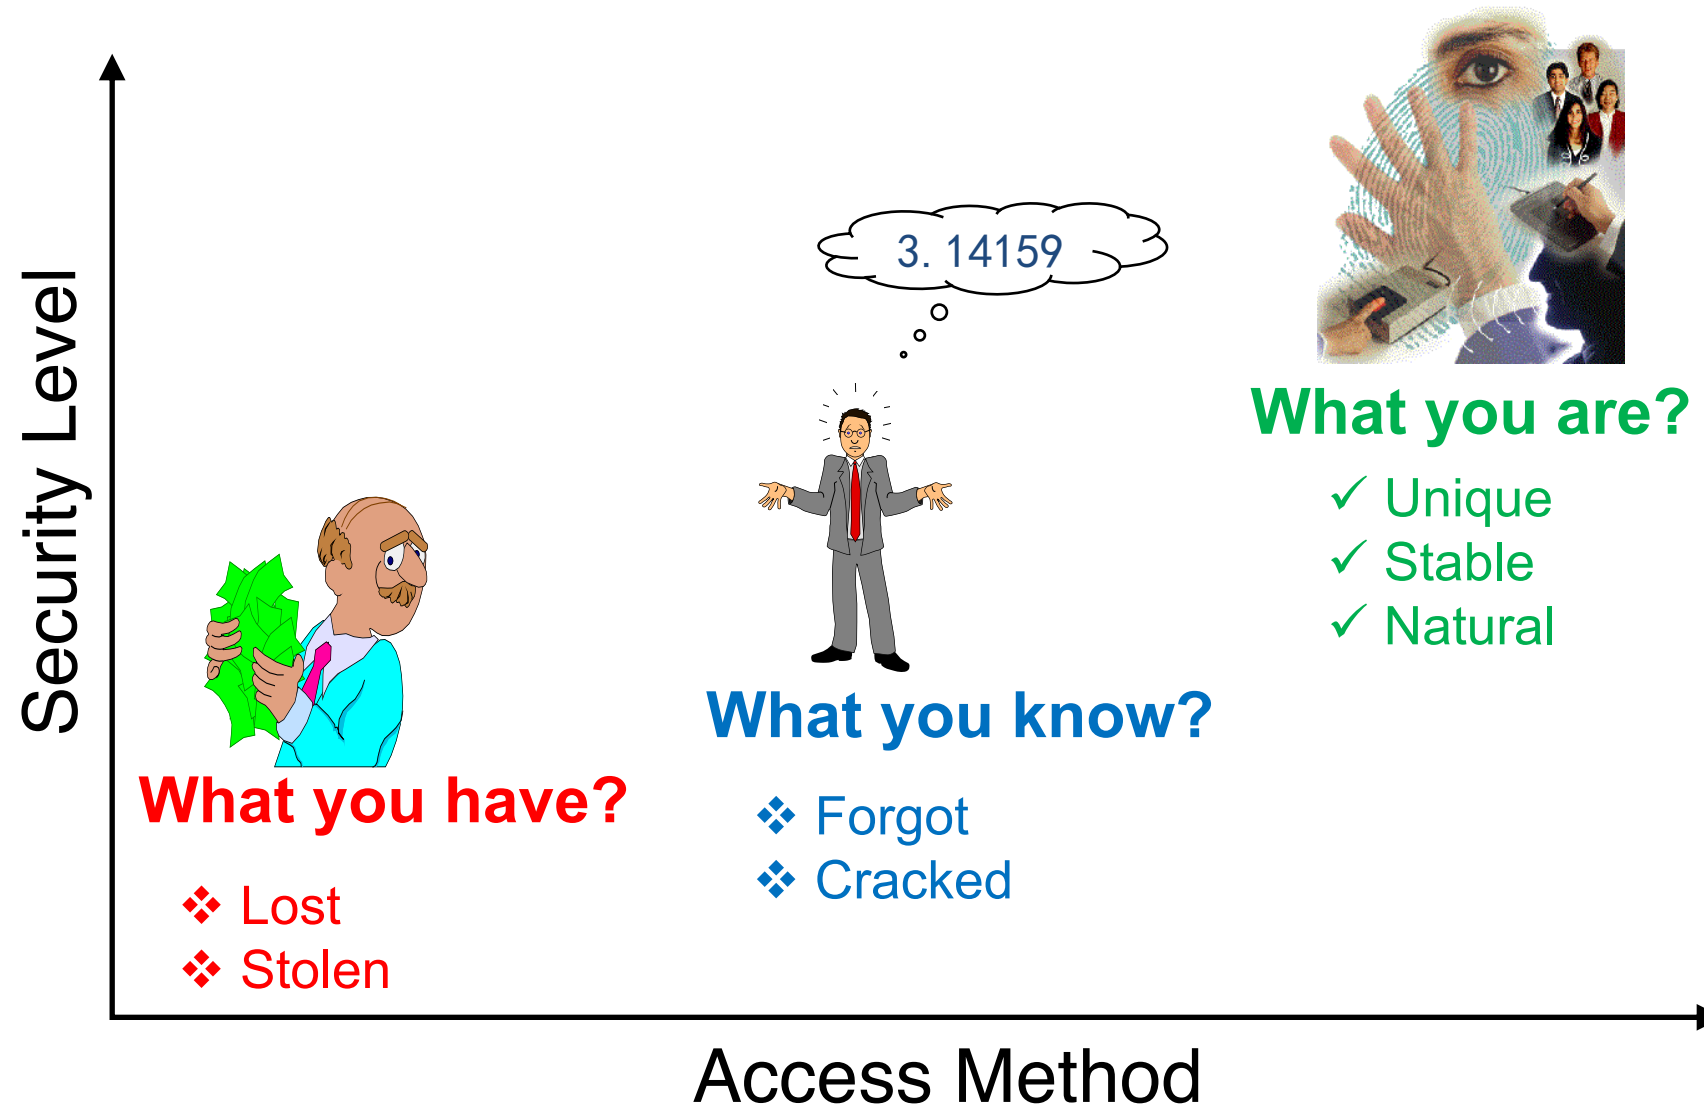 Security Level
3.14159
What you are?
✓ Unique
✓ Stable
✓ Natural
What you know?
❖ Forgot
❖ Cracked
What you have?
❖ Lost
❖ Stolen
Access Method